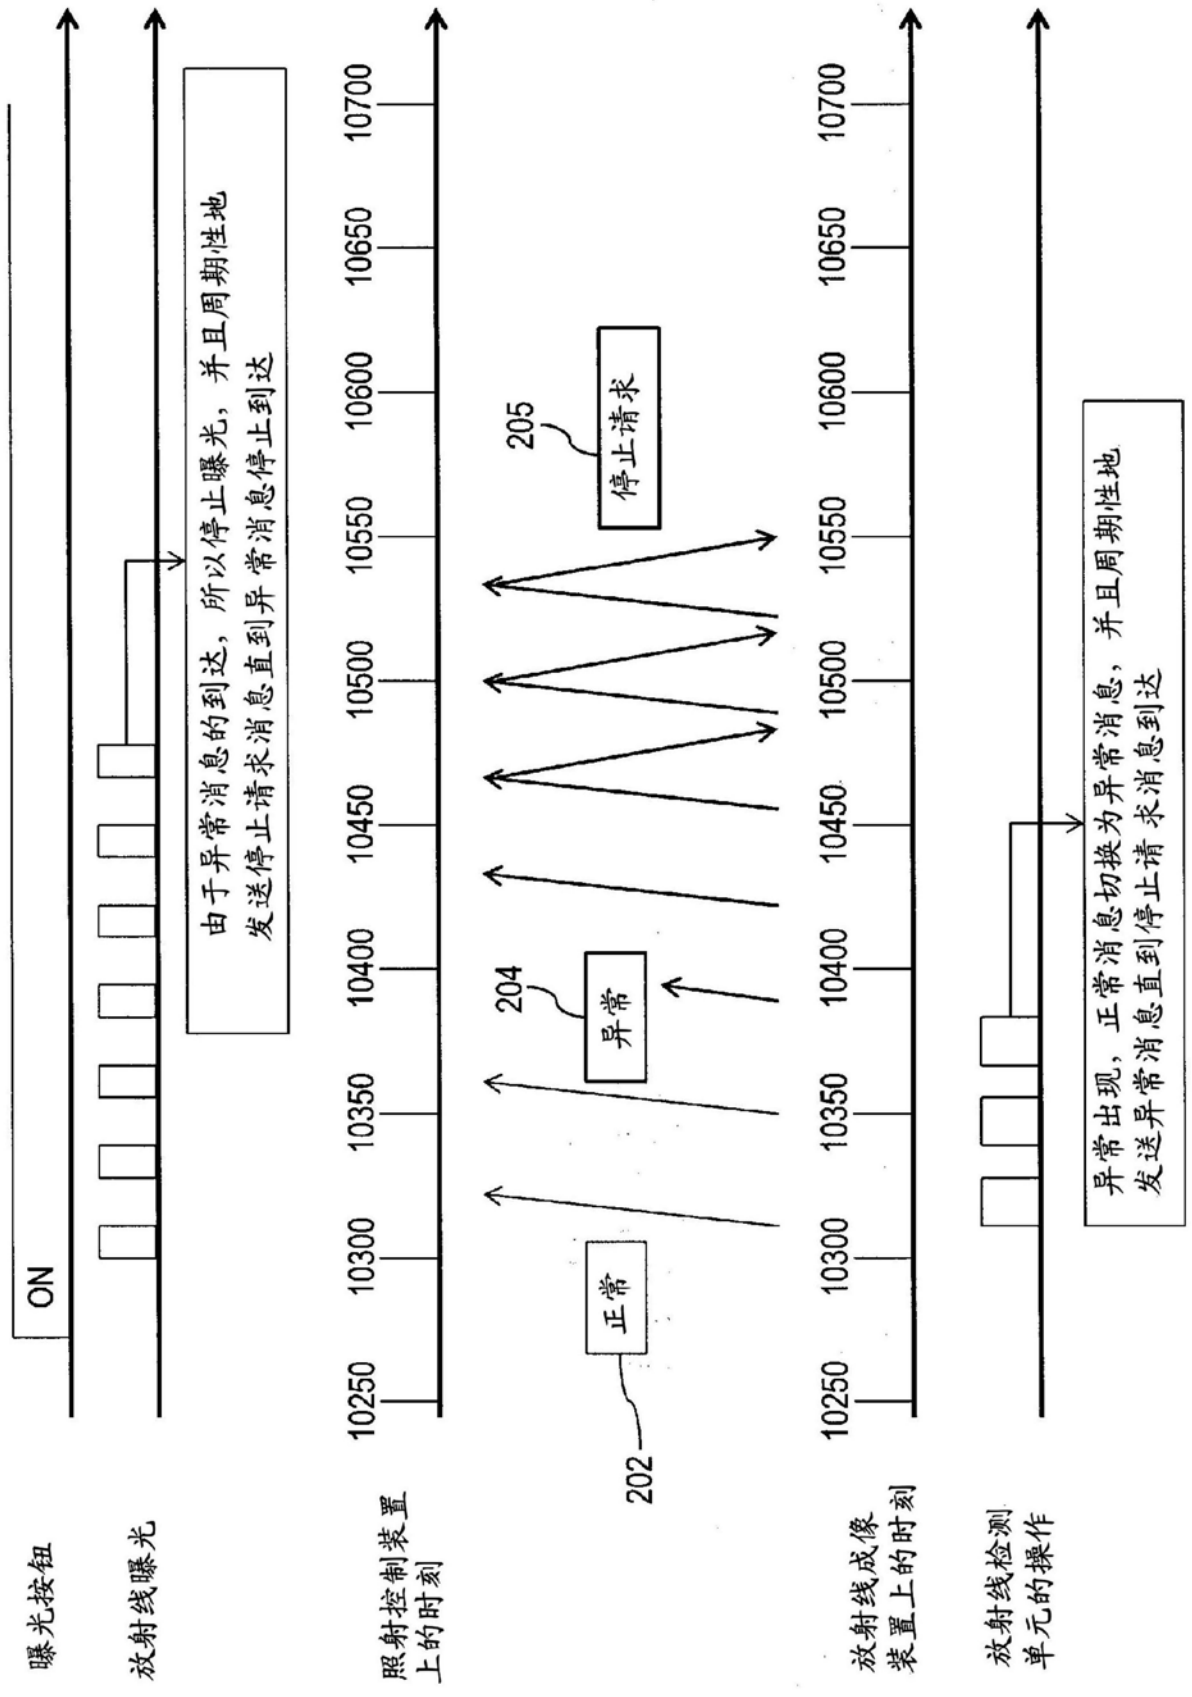 曝光按钮
ON
放射线曝光
由于异常消息的到达，所以停止曝光，并且周期性地
发送停止请求消息直到异常消息停止到达
照射控制装置
上的时刻
10250
10300
10350
10400
10450
10500
10550
10600
10650
10700
202
正常
204
异常
205
停止请求
放射线成像
装置上的时刻
10250
10300
10350
10400
10450
10500
10550
10600
10650
10700
放射线检测
单元的操作
异常出现，正常消息切换为异常消息，并且周期性地
发送异常消息直到停止请求消息到达